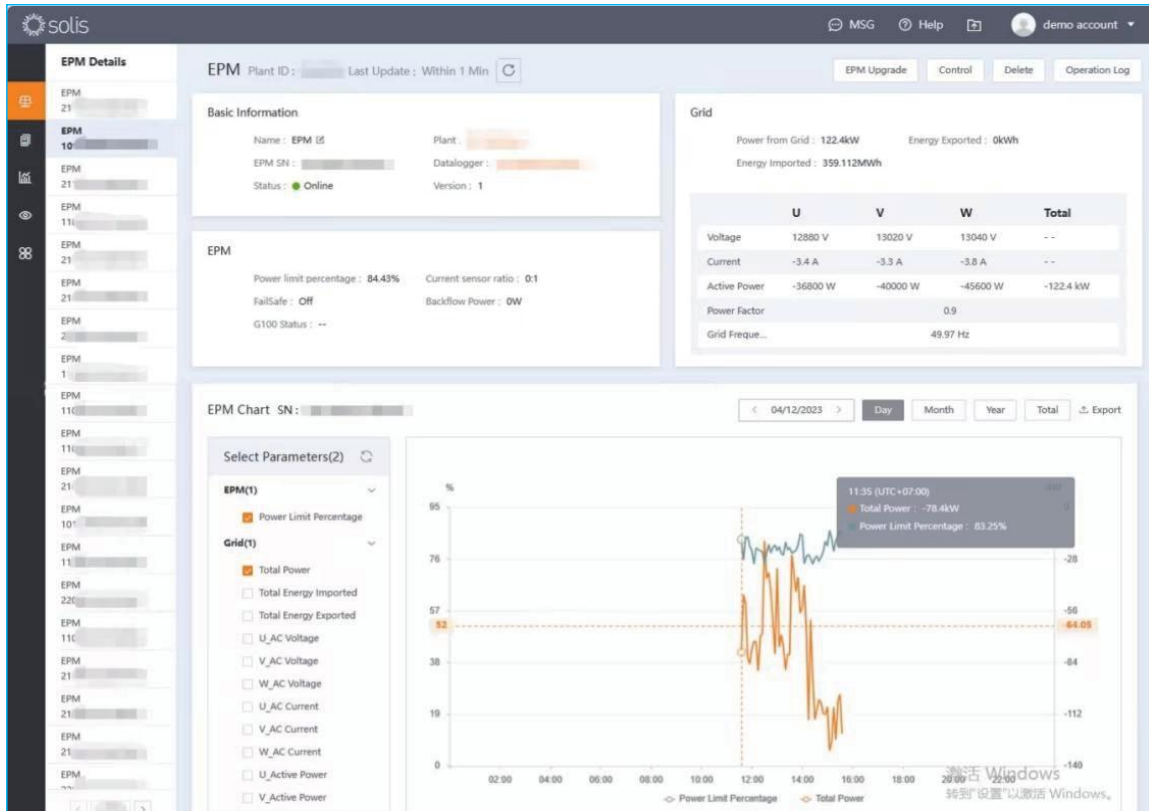 solis
MSG Help demo account
EPM Details
EPM Plant ID : Last Update : Within 1 Min
EPM Upgrade Control Delete Operation Log
EPM
21
EPM
10
EPM
21
EPM
EPM
21
EPM
21
EPM
2
EPM
1
EPM
110
EPM
EPM
21
EPM
EPM
11
EPM
220
EPM
110
EPM
21
EPM
21
EPM
21
EPM
Basic Information
Name : EPM
Plant :
EPM SN :
Datalogger :
Status : Online
Version : 1
Grid
Power from Grid : 122.4kW Energy Exported : 0kWh
Energy Imported : 359.112MWh
U V W Total
Voltage 12880 V 13020 V 13040 V - -
Current -3.4 A -3.3 A -3.8 A - -
Active Power -36800 W -40000 W -45600 W -122.4 kW
Power Factor 0.9
Grid Freque... 49.97 Hz
EPM
Power limit percentage : 84.43% Current sensor ratio : 0:1
FailSafe : Off Backflow Power : 0W
G100 Status : --
EPM Chart SN :
04/12/2023 Day Month Year Total Export
Select Parameters(2)
EPM(1)
Power Limit Percentage
Grid(1)
Total Power
Total Energy Imported
Total Energy Exported
U_AC Voltage
V_AC Voltage
W_AC Voltage
U_AC Current
V_AC Current
W_AC Current
U_Active Power
V_Active Power
%
95
76
57
52
38
19
0
11:35 (UTC+07:00)
Total Power : -78.4kW
Power Limit Percentage : 83.25%
0
-28
-56
-64.05
-84
-112
-140
02:00 04:00 06:00 08:00 10:00 12:00 14:00 16:00 18:00 20:00 22:00
Power Limit Percentage Total Power
激活 Windows
转到"设置"以激活 Windows。